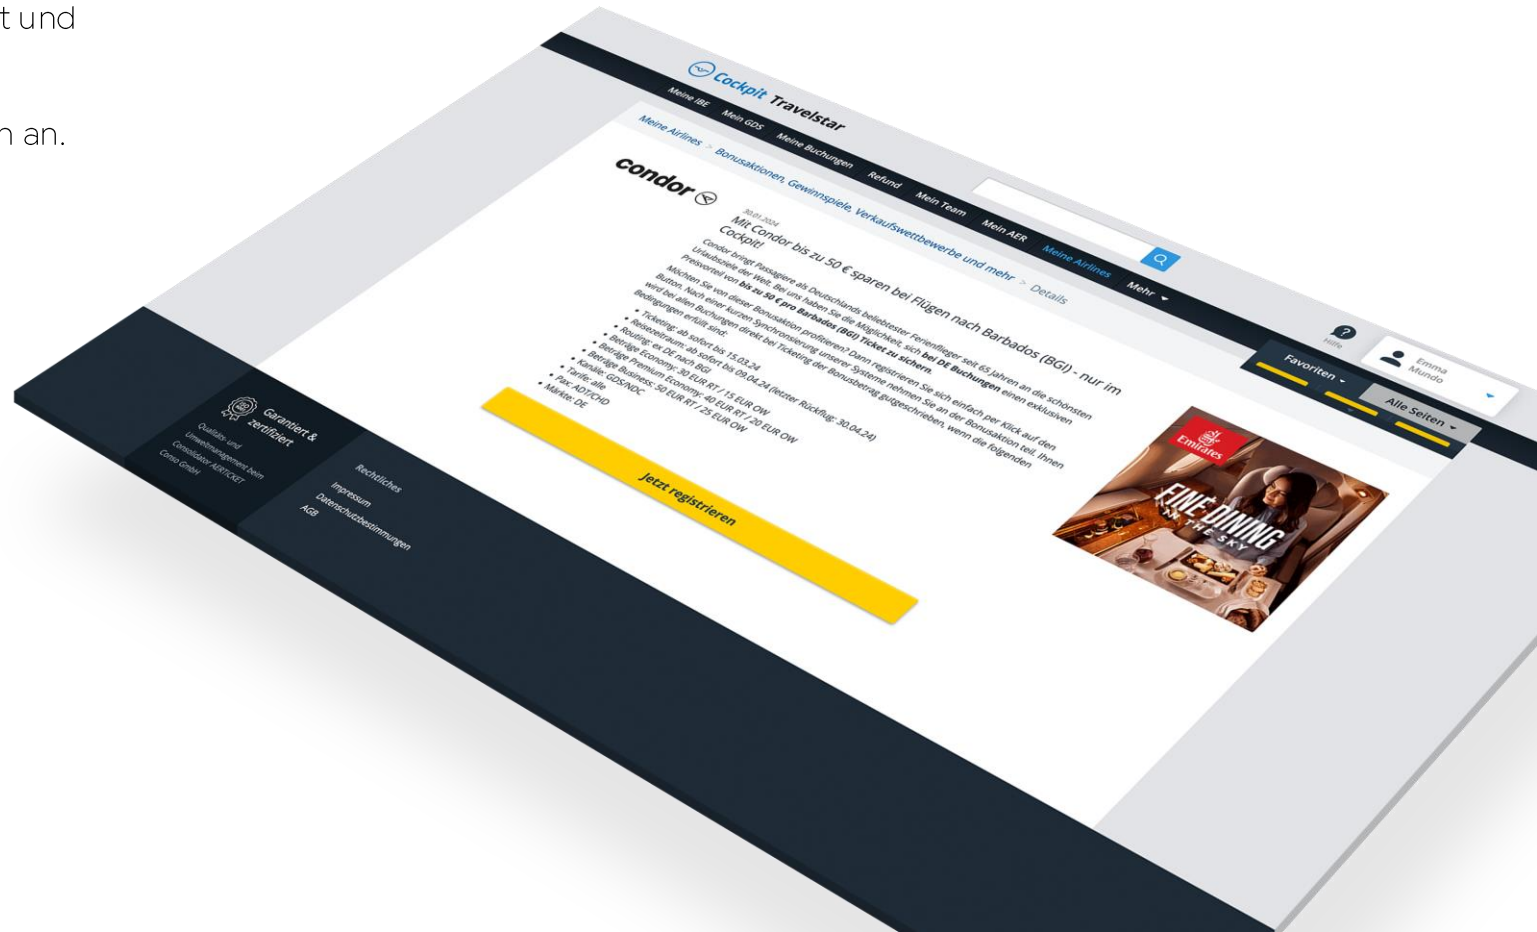 t und
n an.
Cockpit Travelstar
Meine IBE Mein GDS Meine Buchungen Refund Mein Team Mein AER Meine Airlines Mehr
Hilfe
Emma
Mundo
Favoriten
Alle Seiten
Meine Airlines > Bonusaktionen, Gewinnspiele, Verkaufswettbewerbe und mehr > Details
condor
30.01.2024
Mit Condor bis zu 50 € sparen bei Flügen nach Barbados (BGI) - nur im
Cockpit!
Condor bringt Passagiere als Deutschlands beliebtester Ferienflieger seit 65 Jahren an die schönsten
Urlaubsziele der Welt. Bei uns haben Sie die Möglichkeit, sich bei DE Buchungen einen exklusiven
Preisvorteil von bis zu 50 € pro Barbados (BGI) Ticket zu sichern.
Möchten Sie von dieser Bonusaktion profitieren? Dann registrieren Sie sich einfach per Klick auf den
Button. Nach einer kurzen Synchronisierung unserer Systeme nehmen Sie an der Bonusaktion teil. Ihnen
wird bei allen Buchungen direkt bei Ticketing der Bonusbetrag gutgeschrieben, wenn die folgenden
Bedingungen erfüllt sind:
• Ticketing: ab sofort bis 15.03.24
• Reisezeitraum: ab sofort bis 09.04.24 (letzter Rückflug: 30.04.24)
• Routing: ex DE nach BGI
• Beträge Economy: 30 EUR RT / 15 EUR OW
• Beträge Premium Economy: 40 EUR RT / 20 EUR OW
• Beträge Business: 50 EUR RT / 25 EUR OW
• Kanäle: GDS/NDC
• Tarife: alle
• Pax: ADT/CHD
• Märkte: DE
Jetzt registrieren
Emirates
FINE DINING
IN THE SKY
Garantiert &
zertifiziert
Qualitäts- und
Umweltmanagement beim
Consolidator AERTICKET
Conso GmbH
Rechtliches
Impressum
Datenschutzbestimmungen
AGB